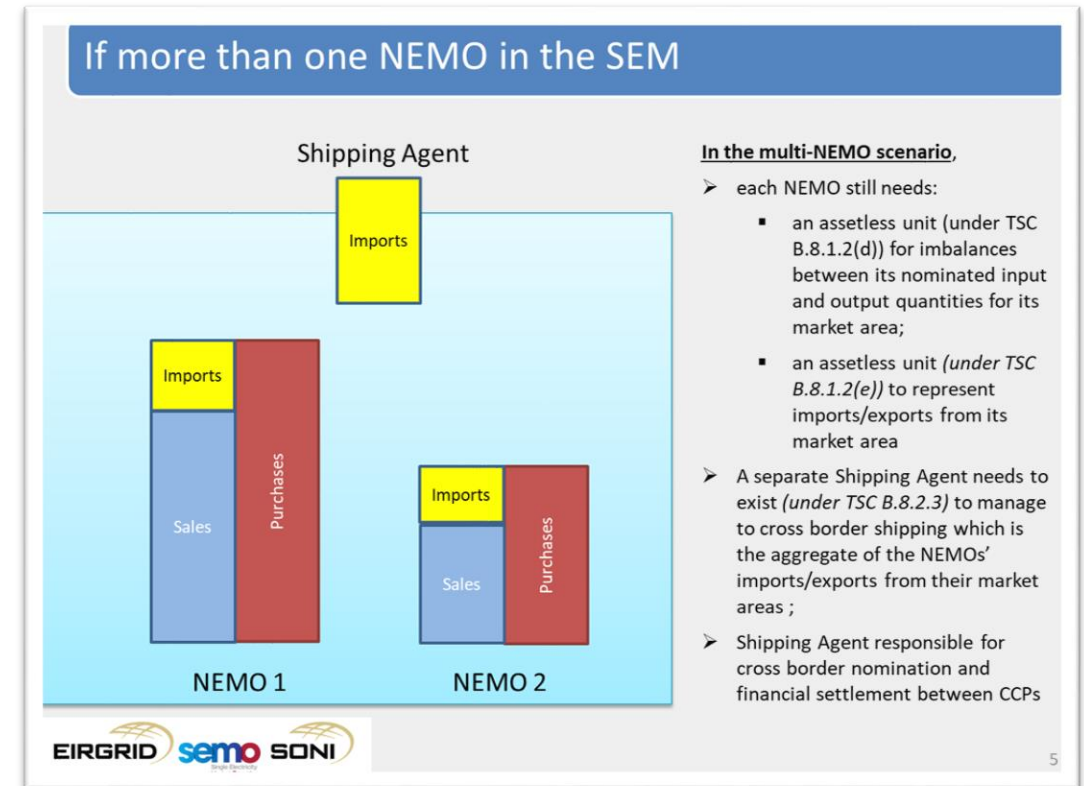 If more than one NEMO in the SEM
Shipping Agent
Imports
Imports
Sales
Purchases
Imports
Sales
Purchases
NEMO 1
NEMO 2
In the multi-NEMO scenario,
➢ each NEMO still needs:
▪ an assetless unit (under TSC
B.8.1.2(d)) for imbalances
between its nominated input
and output quantities for its
market area;
▪ an assetless unit (under TSC
B.8.1.2(e)) to represent
imports/exports from its
market area
➢ A separate Shipping Agent needs to
exist (under TSC B.8.2.3) to manage
to cross border shipping which is
the aggregate of the NEMOs'
imports/exports from their market
areas ;
➢ Shipping Agent responsible for
cross border nomination and
financial settlement between CCPs
EIRGRID
semo
Single Electricity
SONI
5